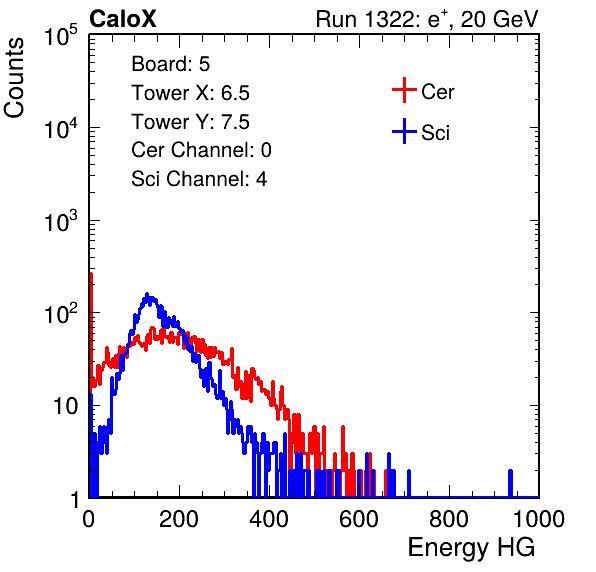 CaloX Run 1322: e⁺, 20 GeV
Counts
Board: 5
Tower X: 6.5
Tower Y: 7.5
Cer Channel: 0
Sci Channel: 4
Cer
Sci
10⁵
10⁴
10³
10²
10
1
0 200 400 600 800 1000
Energy HG